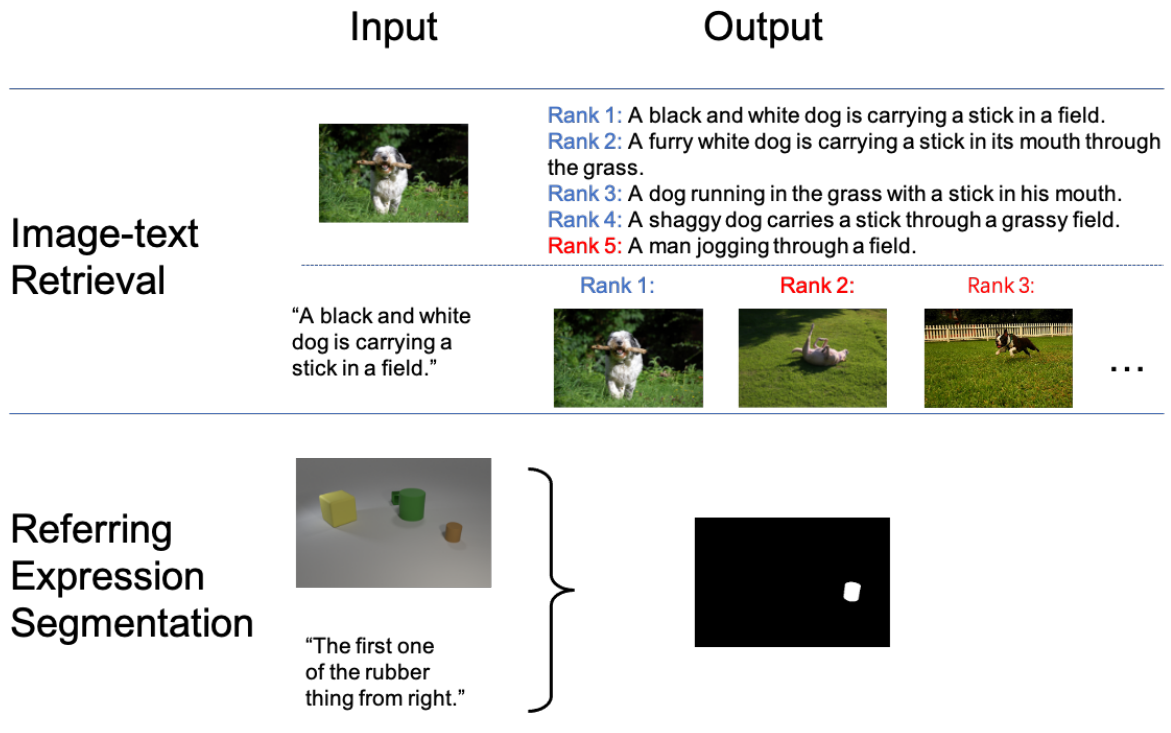 Input
Output
Image-text
Retrieval
Rank 1: A black and white dog is carrying a stick in a field.
Rank 2: A furry white dog is carrying a stick in its mouth through
the grass.
Rank 3: A dog running in the grass with a stick in his mouth.
Rank 4: A shaggy dog carries a stick through a grassy field.
Rank 5: A man jogging through a field.
“A black and white
dog is carrying a
stick in a field.”
Rank 1:
Rank 2:
Rank 3:
...
Referring
Expression
Segmentation
“The first one
of the rubber
thing from right.”